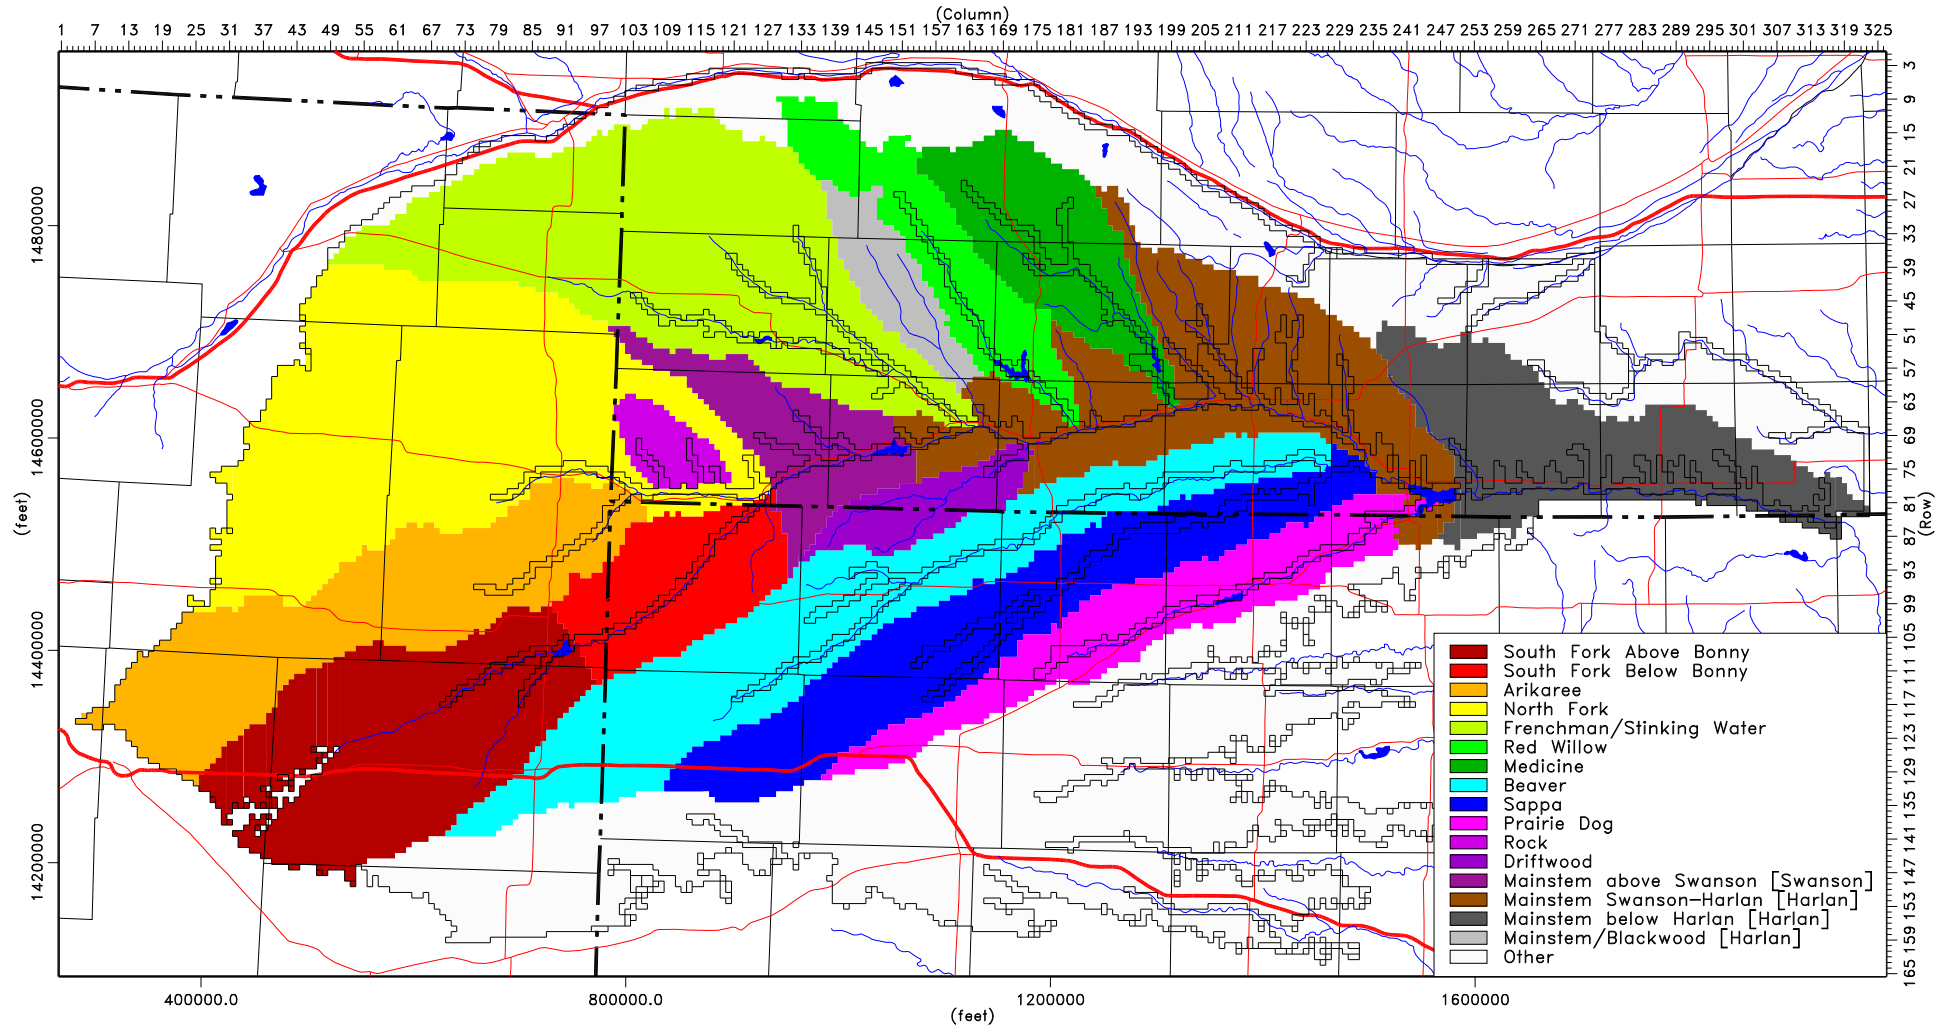 (Column)
1 7 13 19 25 31 37 43 49 55 61 67 73 79 85 91 97 103 109 115 121 127 133 139 145 151 157 163 169 175 181 187 193 199 205 211 217 223 229 235 241 247 253 259 265 271 277 283 289 295 301 307 313 319 325
3
9
15
21
27
33
39
45
51
57
63
69
75
81
87
93
99
105
111
117
123
129
135
141
147
153
159
165
(Row)
14800000
14600000
14400000
14200000
(feet)
South Fork Above Bonny
South Fork Below Bonny
Arikaree
North Fork
Frenchman/Stinking Water
Red Willow
Medicine
Beaver
Sappa
Prairie Dog
Rock
Driftwood
Mainstem above Swanson [Swanson]
Mainstem Swanson-Harlan [Harlan]
Mainstem below Harlan [Harlan]
Mainstem/Blackwood [Harlan]
Other
400000.0 800000.0 1200000 1600000
(feet)